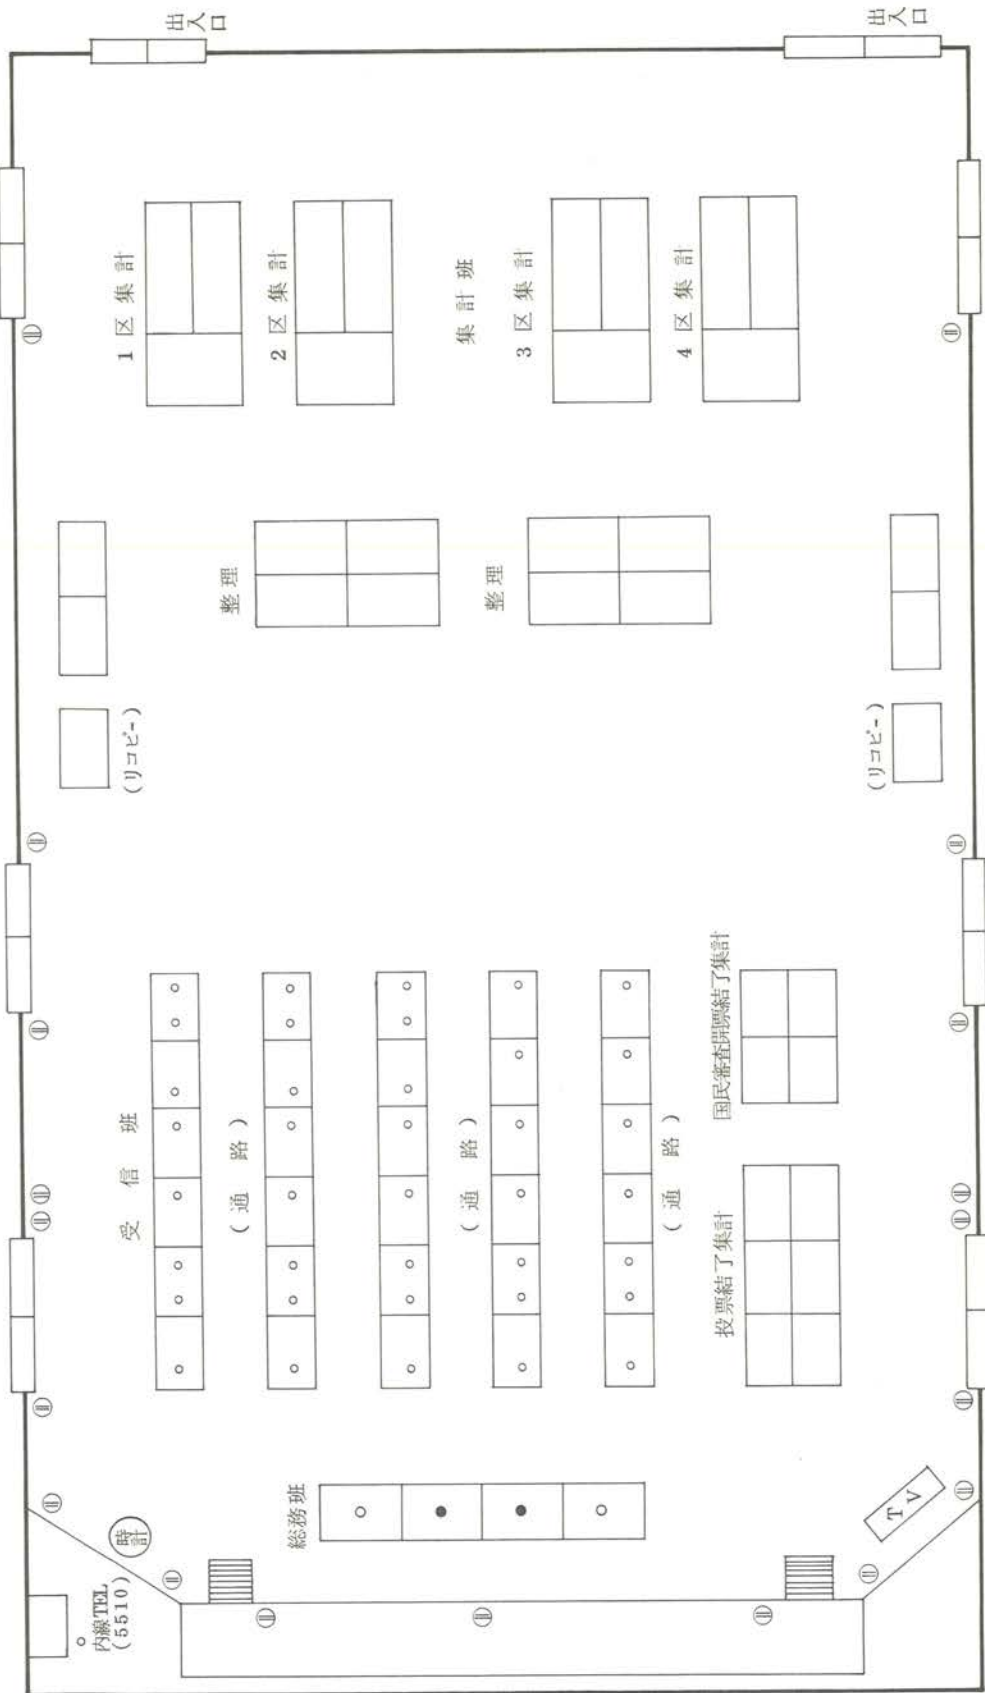 出入口
出入口
1区集計
2区集計
集計班
3区集計
4区集計
整理
整理
(リコピー)
(リコピー)
受信班
(通路)
(通路)
(通路)
国民審査開票結了集計
投票結了集計
総務班
時計
TV
内線TEL
(5510)